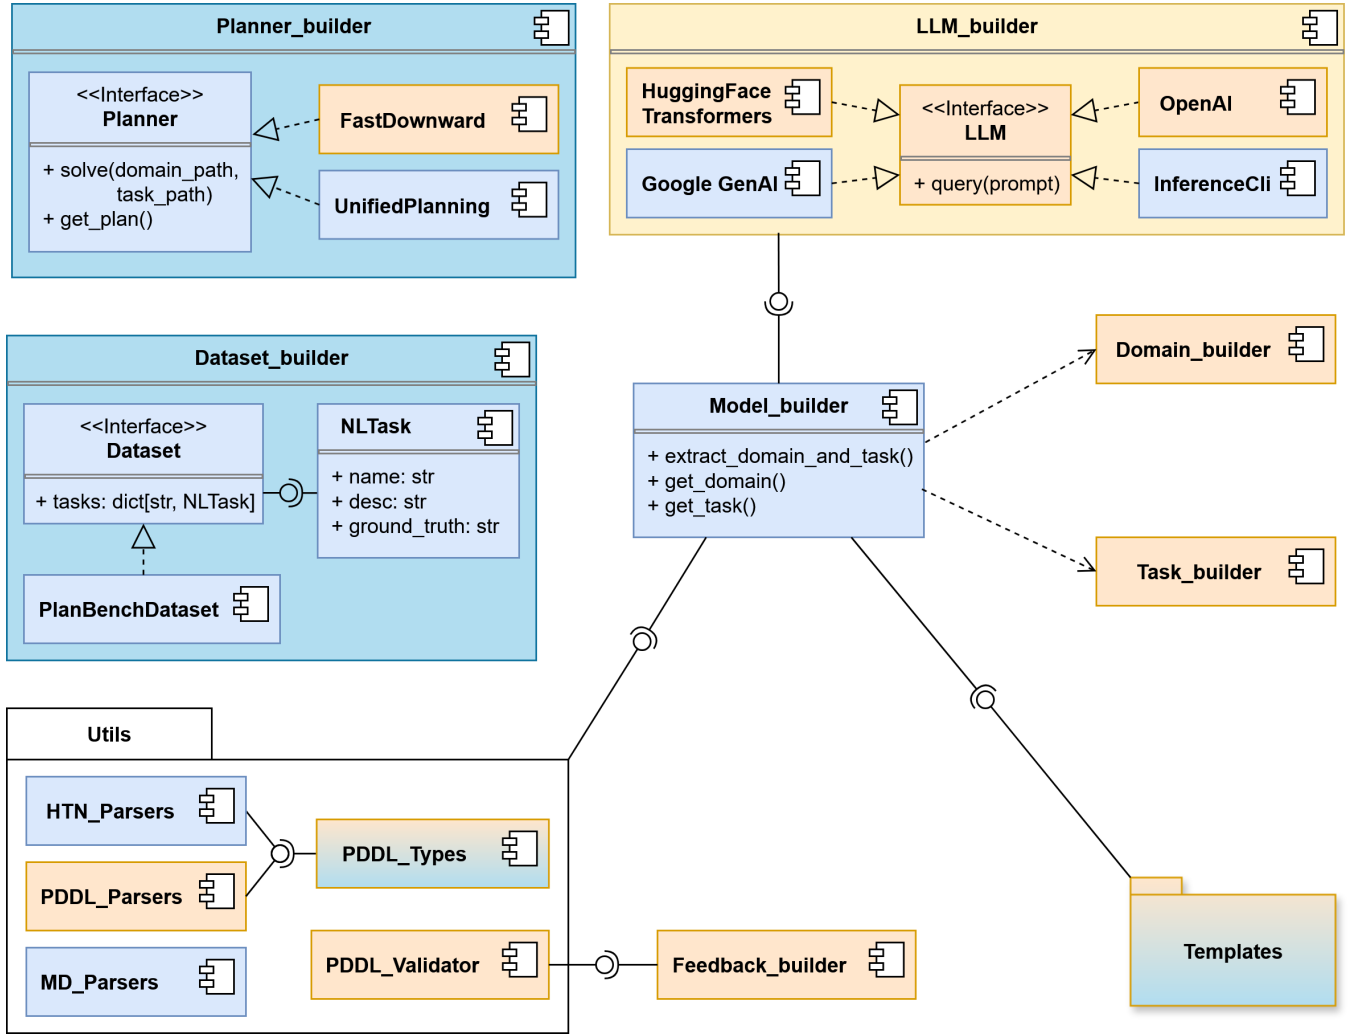 Planner_builder
<<Interface>>
Planner
+ solve(domain_path,
task_path)
+ get_plan()
FastDownward
UnifiedPlanning
LLM_builder
HuggingFace
Transformers
Google GenAI
<<Interface>>
LLM
+ query(prompt)
OpenAI
InferenceCli
Dataset_builder
<<Interface>>
Dataset
+ tasks: dict[str, NLTask]
NLTask
+ name: str
+ desc: str
+ ground_truth: str
PlanBenchDataset
Model_builder
+ extract_domain_and_task()
+ get_domain()
+ get_task()
Domain_builder
Task_builder
Utils
HTN_Parsers
PDDL_Parsers
MD_Parsers
PDDL_Types
PDDL_Validator
Feedback_builder
Templates